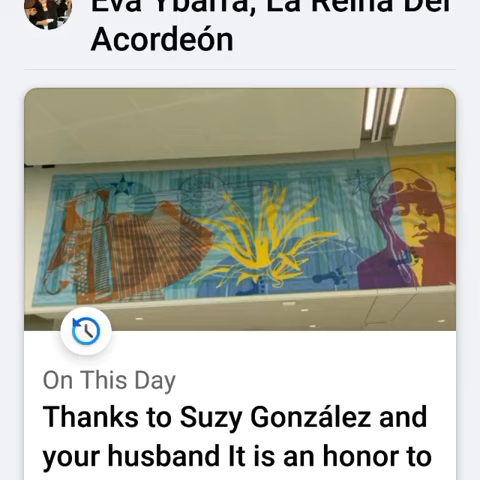 Eva Ybarra, La Reina Del
Acordeón
On This Day
Thanks to Suzy González and
your husband It is an honor to